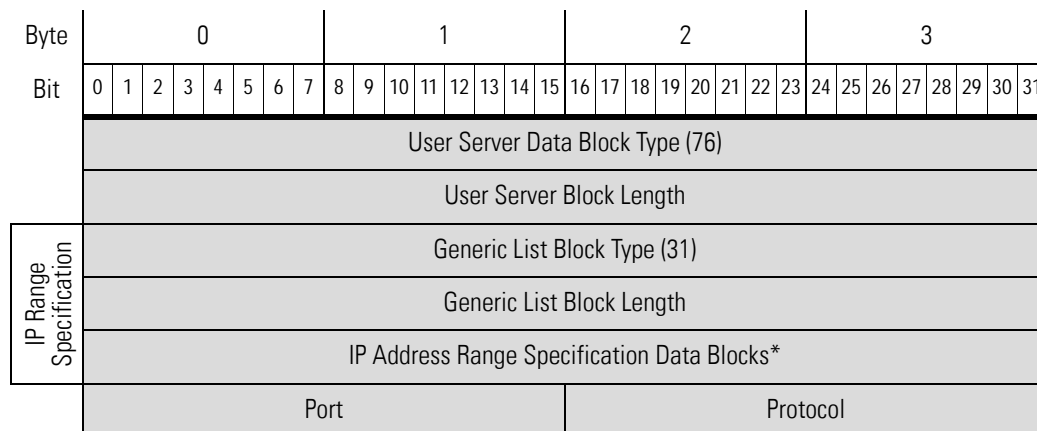 Byte 0 1 2 3
Bit 0 1 2 3 4 5 6 7 8 9 10 11 12 13 14 15 16 17 18 19 20 21 22 23 24 25 26 27 28 29 30 31
User Server Data Block Type (76)
User Server Block Length
IP Range
Specification
Generic List Block Type (31)
Generic List Block Length
IP Address Range Specification Data Blocks*
Port Protocol